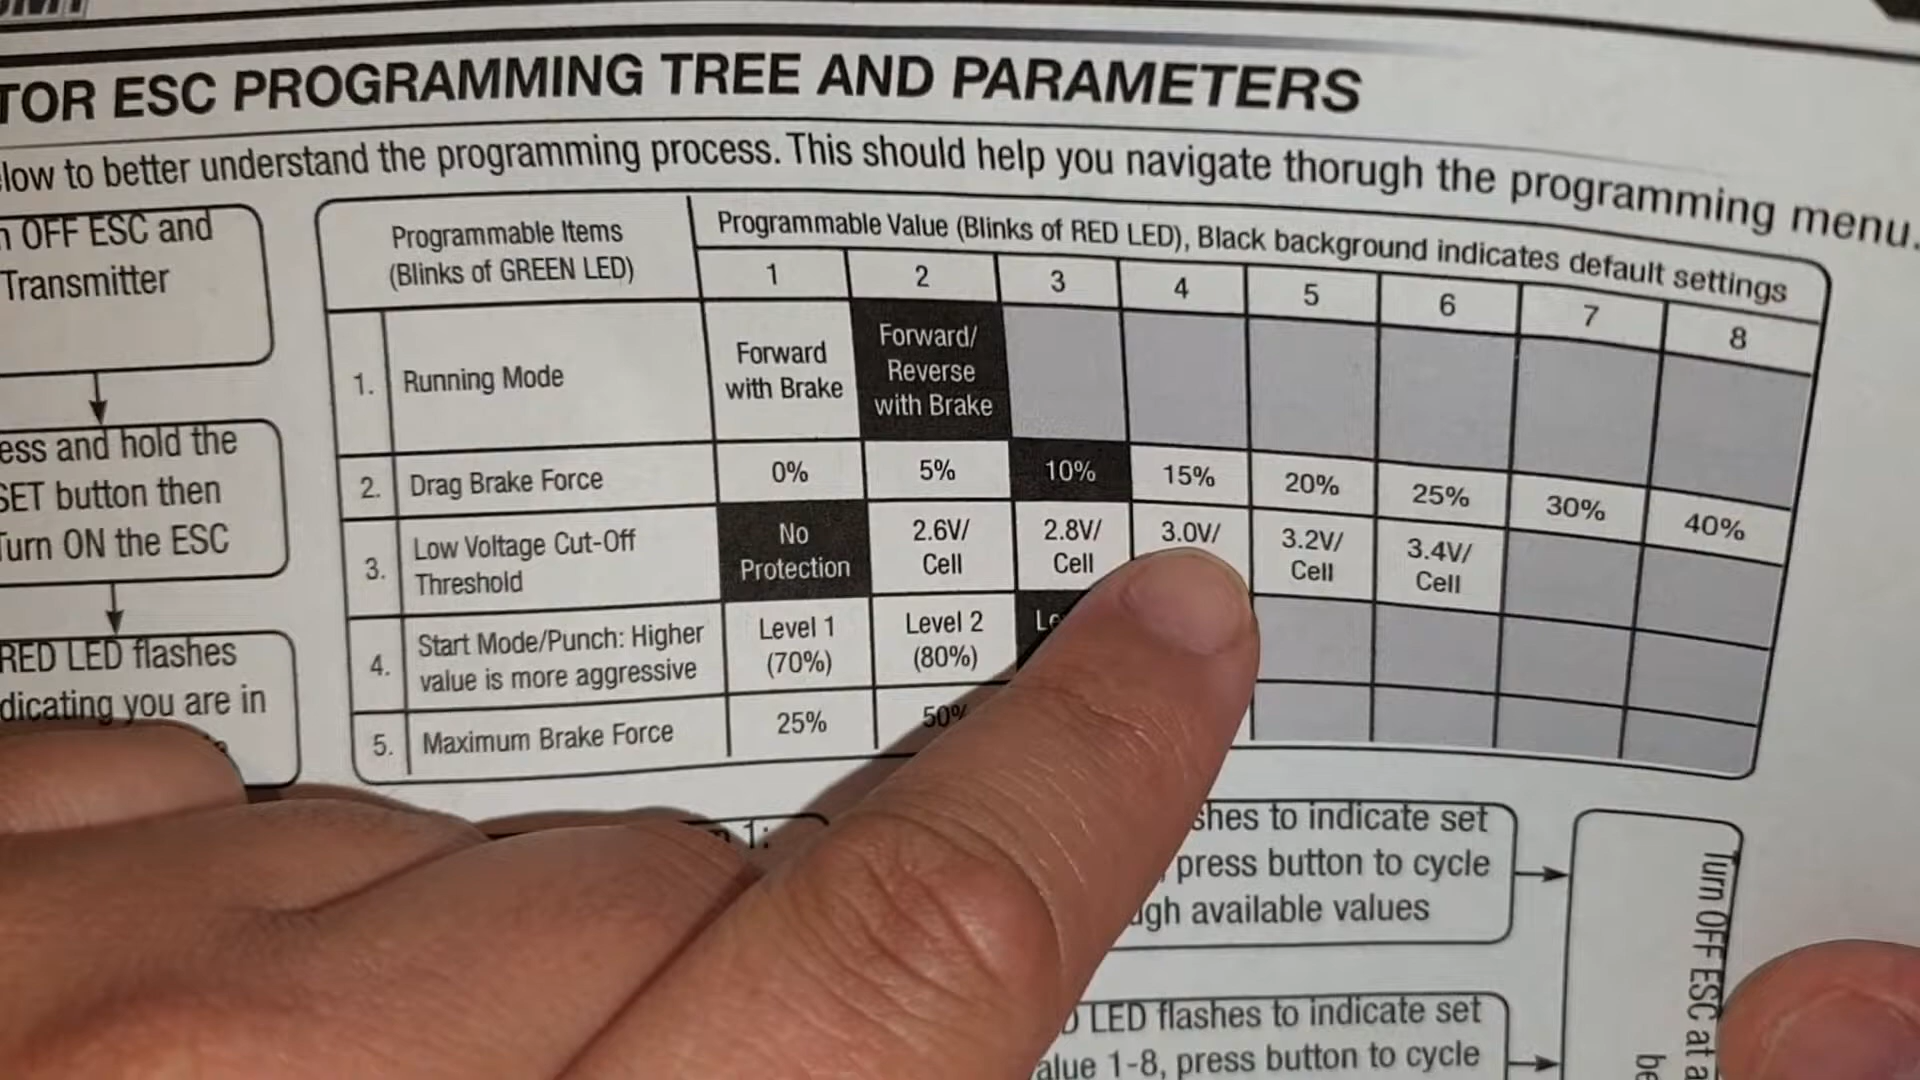 TOR ESC PROGRAMMING TREE AND PARAMETERS
low to better understand the programming process. This should help you navigate thorugh the programming menu.
OFF ESC and
Transmitter
ess and hold the
SET button then
Turn ON the ESC
RED LED flashes
dicating you are in
Programmable Items
(Blinks of GREEN LED)
Programmable Value (Blinks of RED LED), Black background indicates default settings
1 2 3 4 5 6 7 8
1. Running Mode
Forward
with Brake
Forward/
Reverse
with Brake
2. Drag Brake Force 0% 5% 10% 15% 20% 25% 30% 40%
3. Low Voltage Cut-Off
Threshold
No
Protection
2.6V/
Cell
2.8V/
Cell
3.0V/
3.2V/
Cell
3.4V/
Cell
4. Start Mode/Punch: Higher
value is more aggressive
Level 1
(70%)
Level 2
(80%)
Le
5. Maximum Brake Force 25% 50%
1:
shes to indicate set
press button to cycle
gh available values
LED flashes to indicate set
alue 1-8, press button to cycle
Turn OFF ESC at a
be